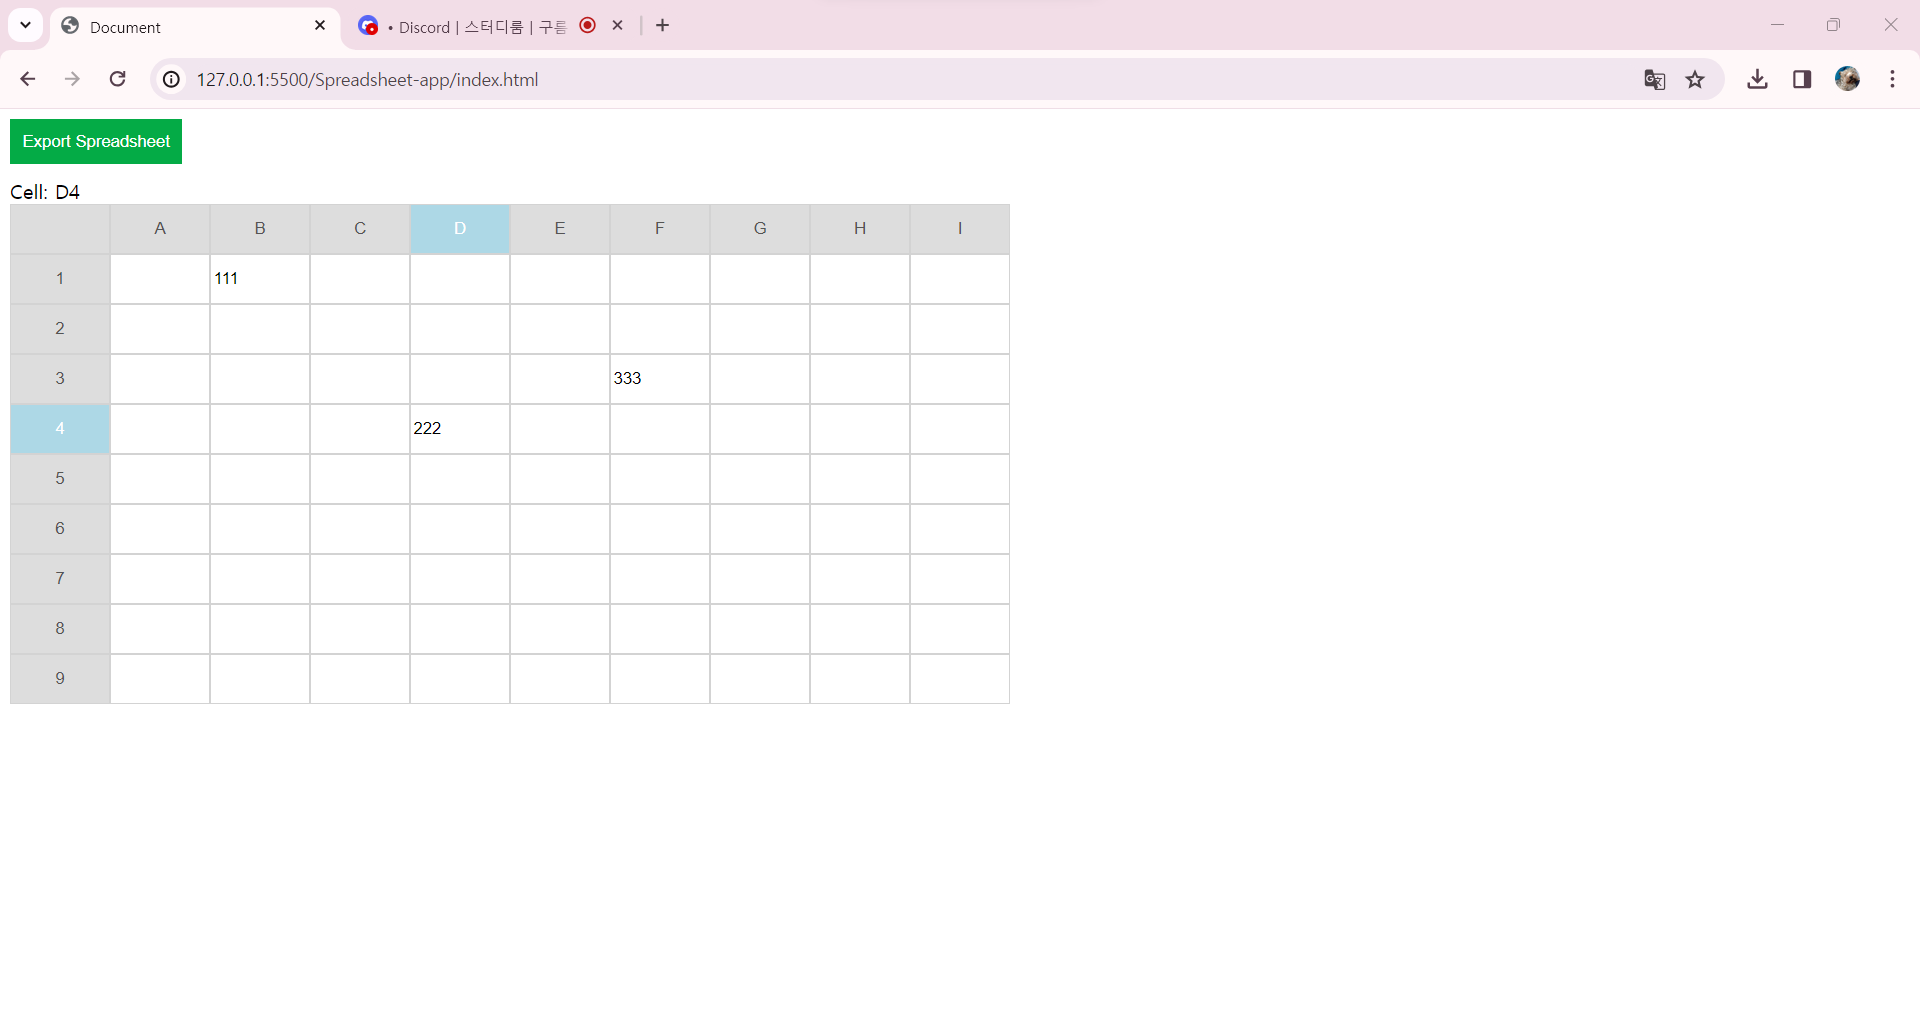 Document
• Discord | 스터디룸 | 구름
127.0.0.1:5500/Spreadsheet-app/index.html
Export Spreadsheet
Cell: D4
A B C D E F G H I
1 111
2
3 333
4 222
5
6
7
8
9